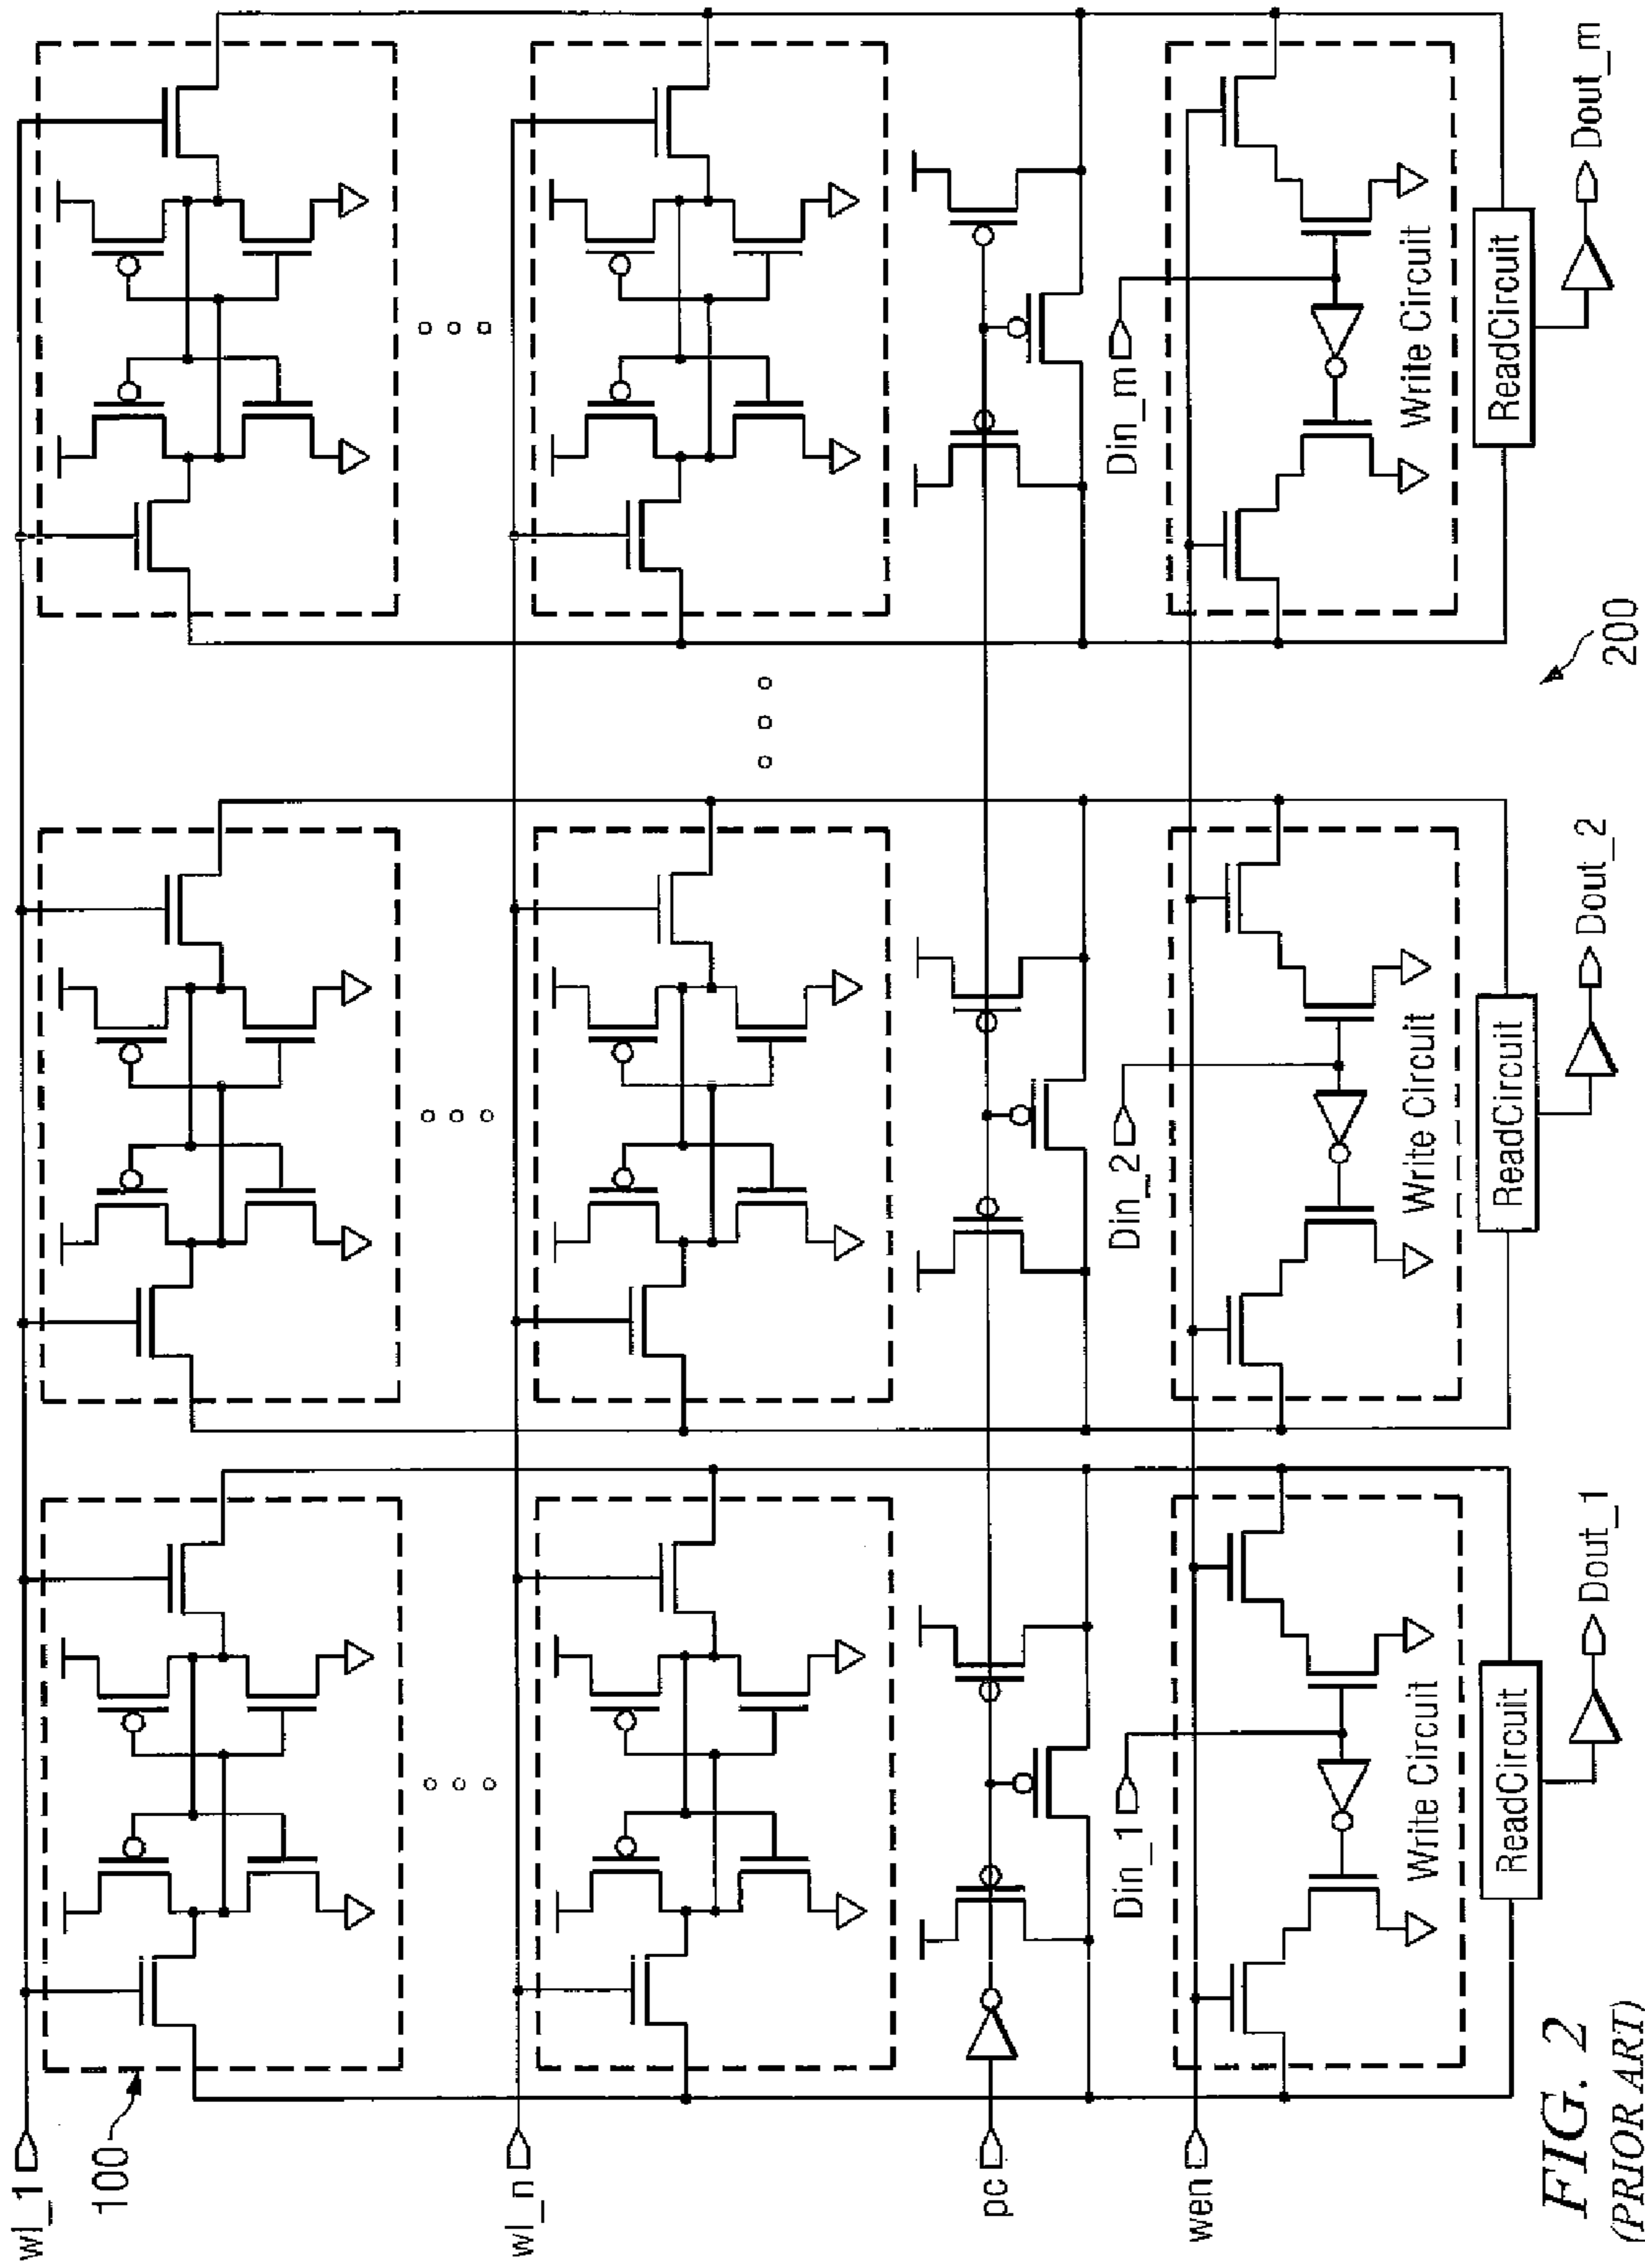 wl_1
100
wl_n
pc
Din_1
Din_2
Din_m
wen
Write Circuit
Write Circuit
Write Circuit
ReadCircuit
ReadCircuit
ReadCircuit
Dout_1
Dout_2
Dout_m
200
FIG. 2
(PRIOR ART)